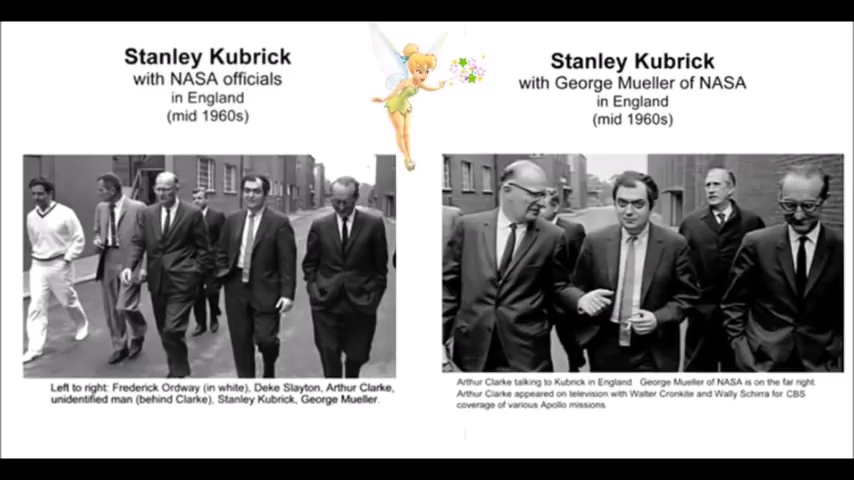 Stanley Kubrick
with NASA officials
in England
(mid 1960s)
Left to right: Frederick Ordway (in white), Deke Slayton, Arthur Clarke,
unidentified man (behind Clarke), Stanley Kubrick, George Mueller.
Stanley Kubrick
with George Mueller of NASA
in England
(mid 1960s)
Arthur Clarke talking to Kubrick in England. George Mueller of NASA is on the far right.
Arthur Clarke appeared on television with Walter Cronkite and Wally Schirra for CBS
coverage of various Apollo missions.